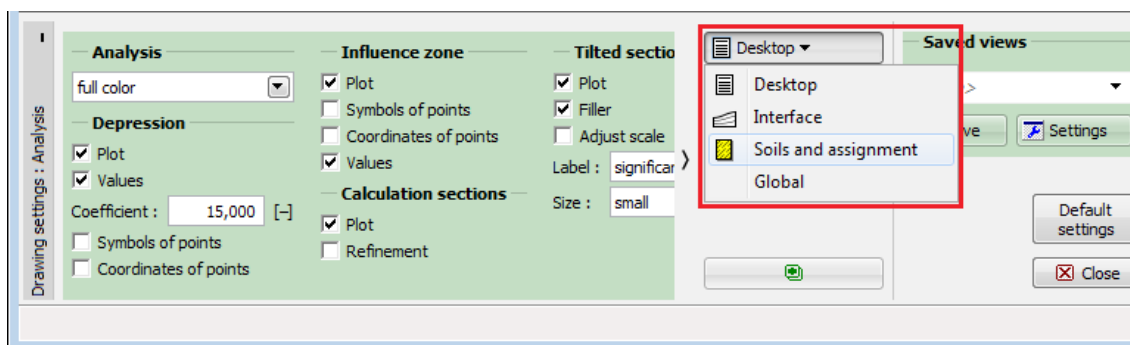 Drawing settings : Analysis
Analysis
full color
Depression
Plot
Values
Coefficient :
15,000
[–]
Symbols of points
Coordinates of points
Influence zone
Plot
Symbols of points
Coordinates of points
Values
Calculation sections
Plot
Refinement
Tilted sectio
Plot
Filler
Adjust scale
Label :
significar
Size :
small
Desktop
Desktop
Interface
Soils and assignment
Global
Saved views
>
ve
Settings
Default
settings
Close